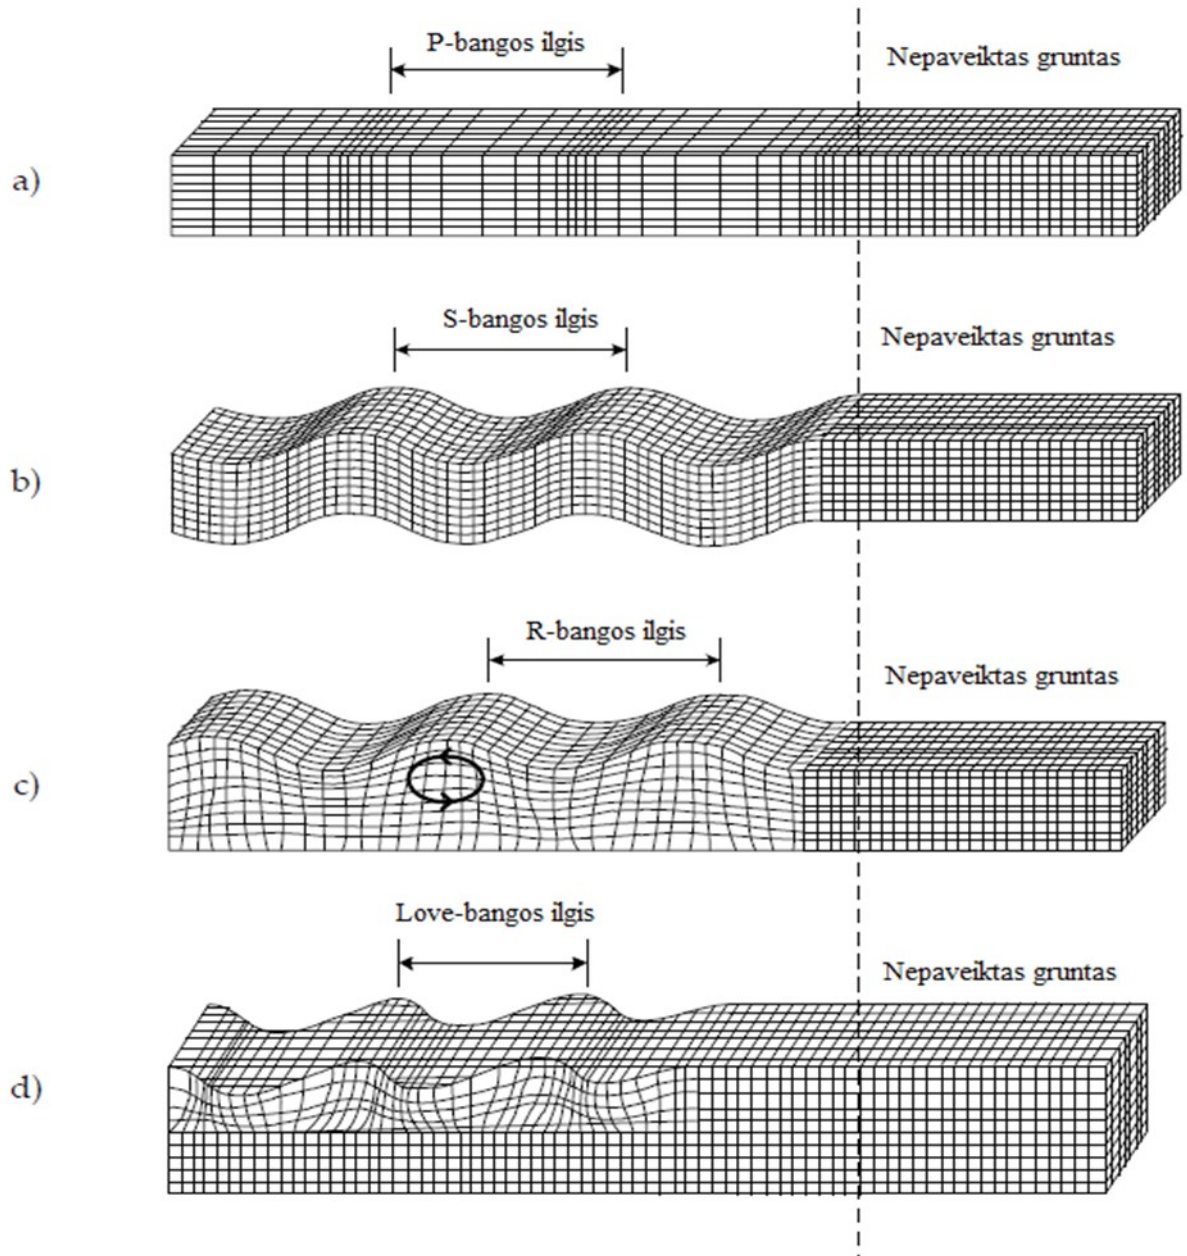 P-bangos ilgis
Nepaveiktas gruntas
a)
S-bangos ilgis
Nepaveiktas gruntas
b)
R-bangos ilgis
Nepaveiktas gruntas
c)
Love-bangos ilgis
Nepaveiktas gruntas
d)